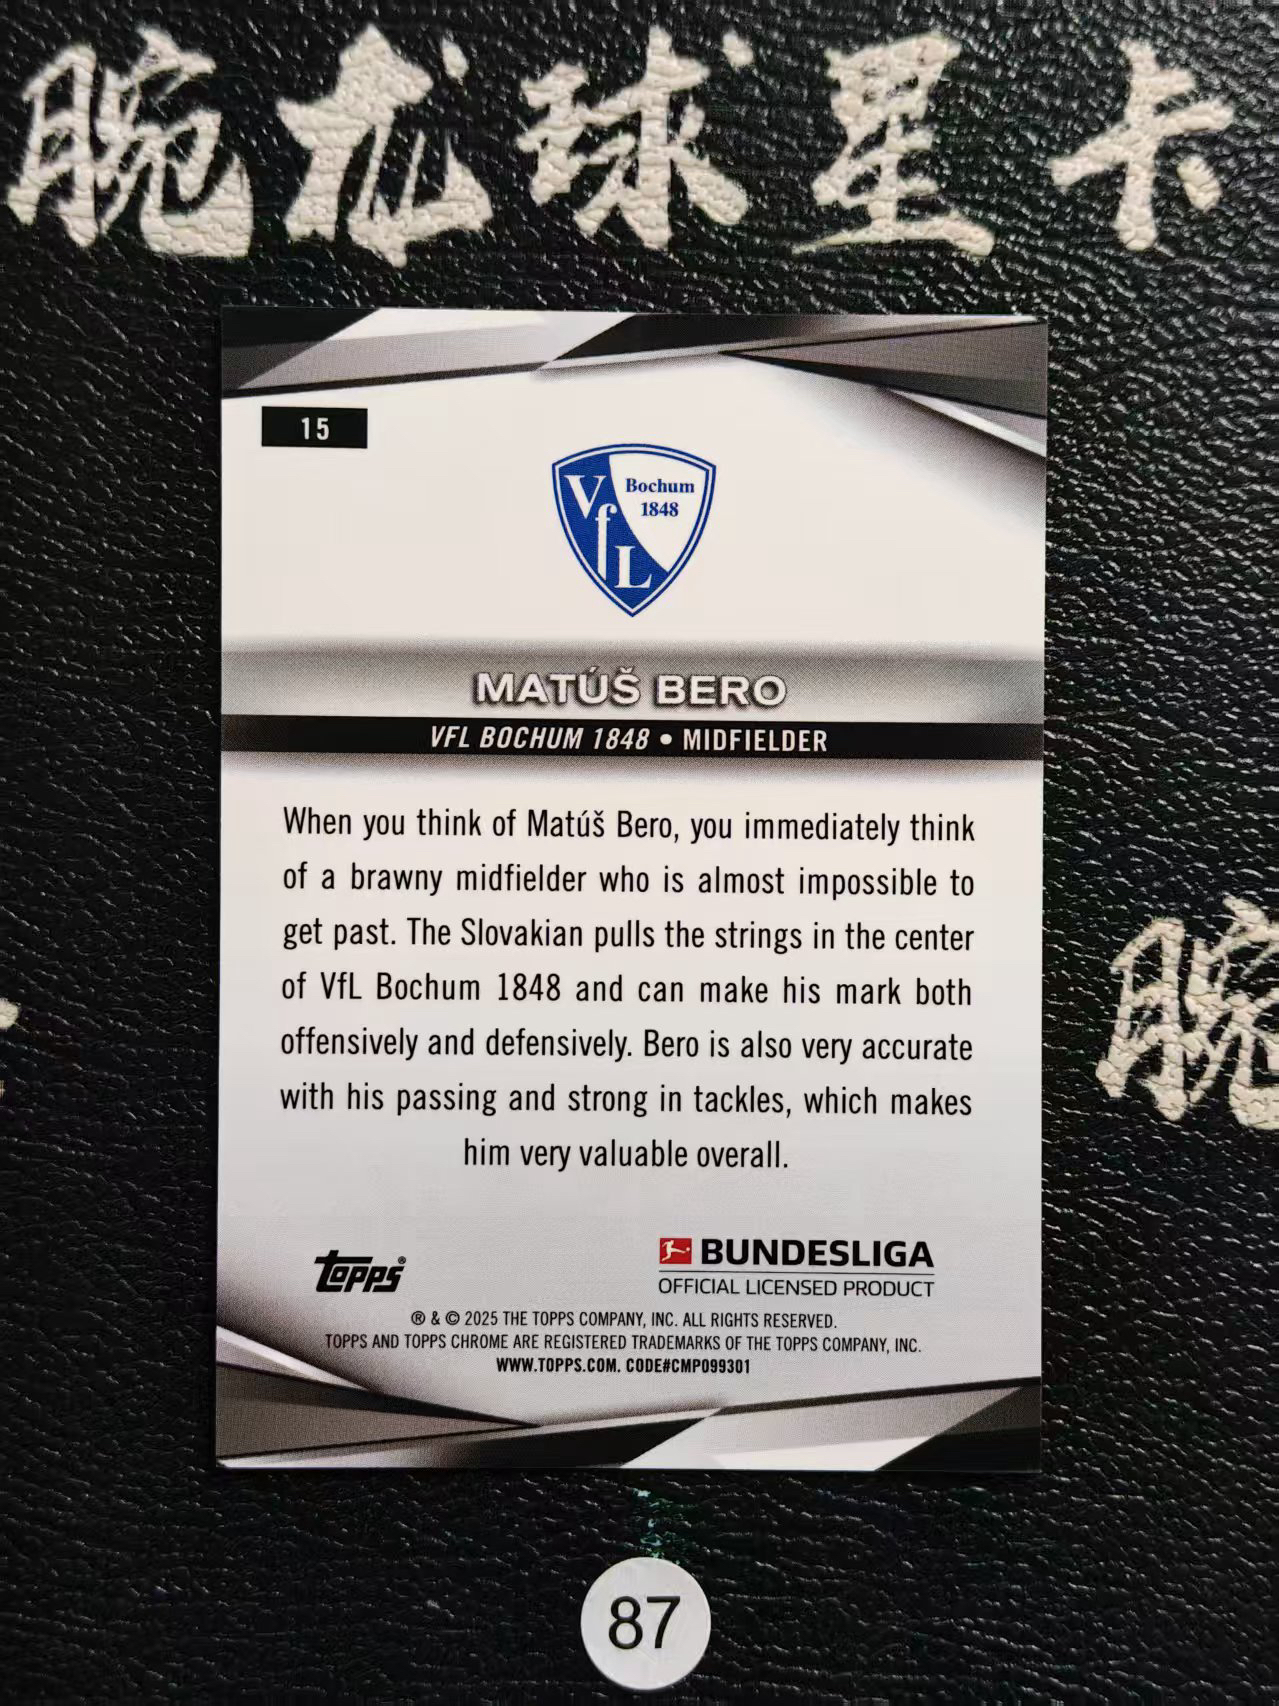 腕龙球星卡
15
Bochum
1848
VfL
MATÚŠ BERO
VFL BOCHUM 1848 • MIDFIELDER
When you think of Matúš Bero, you immediately think
of a brawny midfielder who is almost impossible to
get past. The Slovakian pulls the strings in the center
of VfL Bochum 1848 and can make his mark both
offensively and defensively. Bero is also very accurate
with his passing and strong in tackles, which makes
him very valuable overall.
腕
topps®
BUNDESLIGA
OFFICIAL LICENSED PRODUCT
® & © 2025 THE TOPPS COMPANY, INC. ALL RIGHTS RESERVED.
TOPPS AND TOPPS CHROME ARE REGISTERED TRADEMARKS OF THE TOPPS COMPANY, INC.
WWW.TOPPS.COM. CODE#CMP099301
87